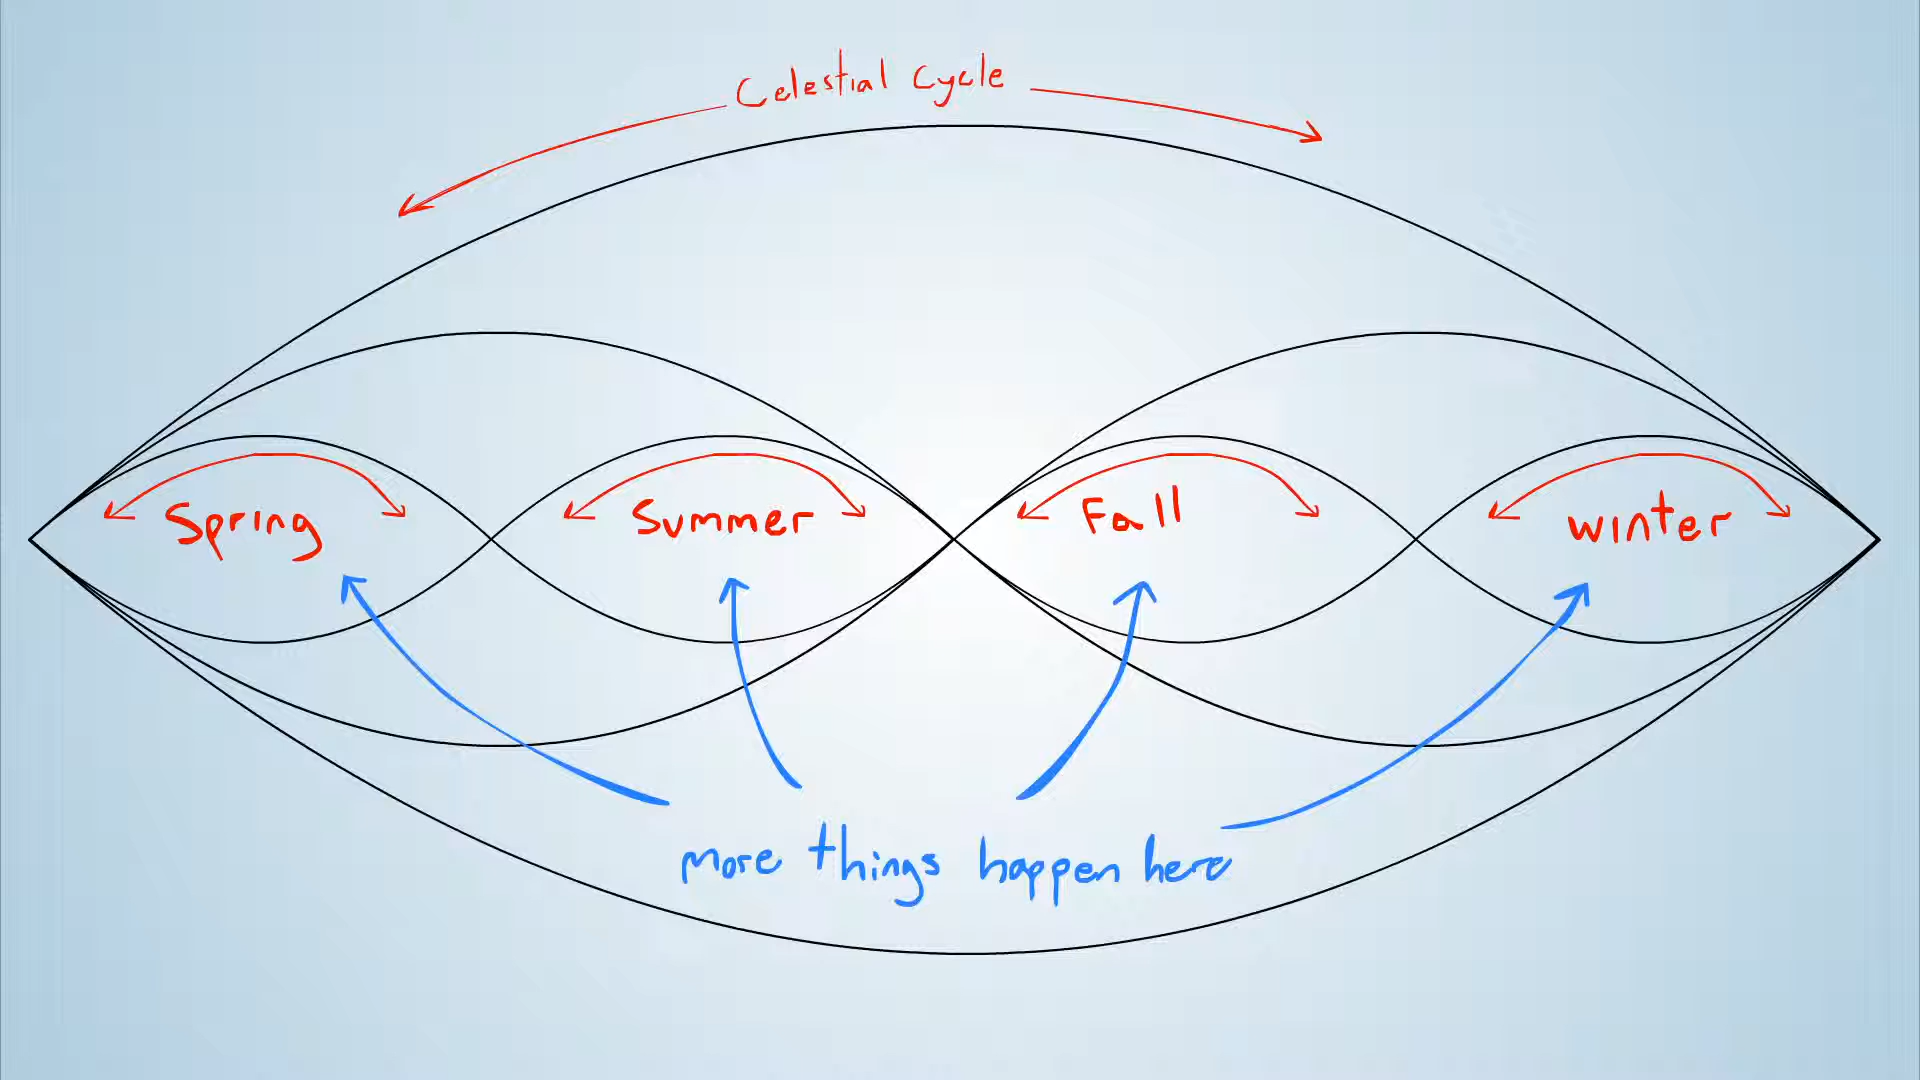 Celestial Cycle
Spring
Summer
Fall
winter
more things happen here